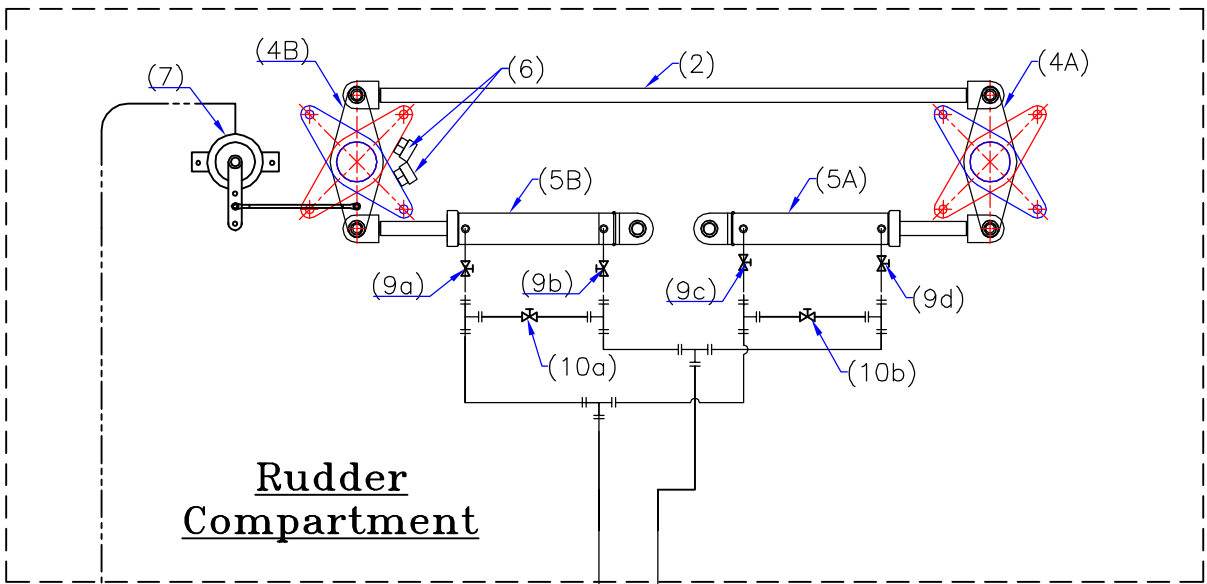 (4B)
(6)
(2)
(4A)
(7)
(5B)
(5A)
(9a)
(9b)
(9c)
(9d)
(10a)
(10b)
Rudder
Compartment